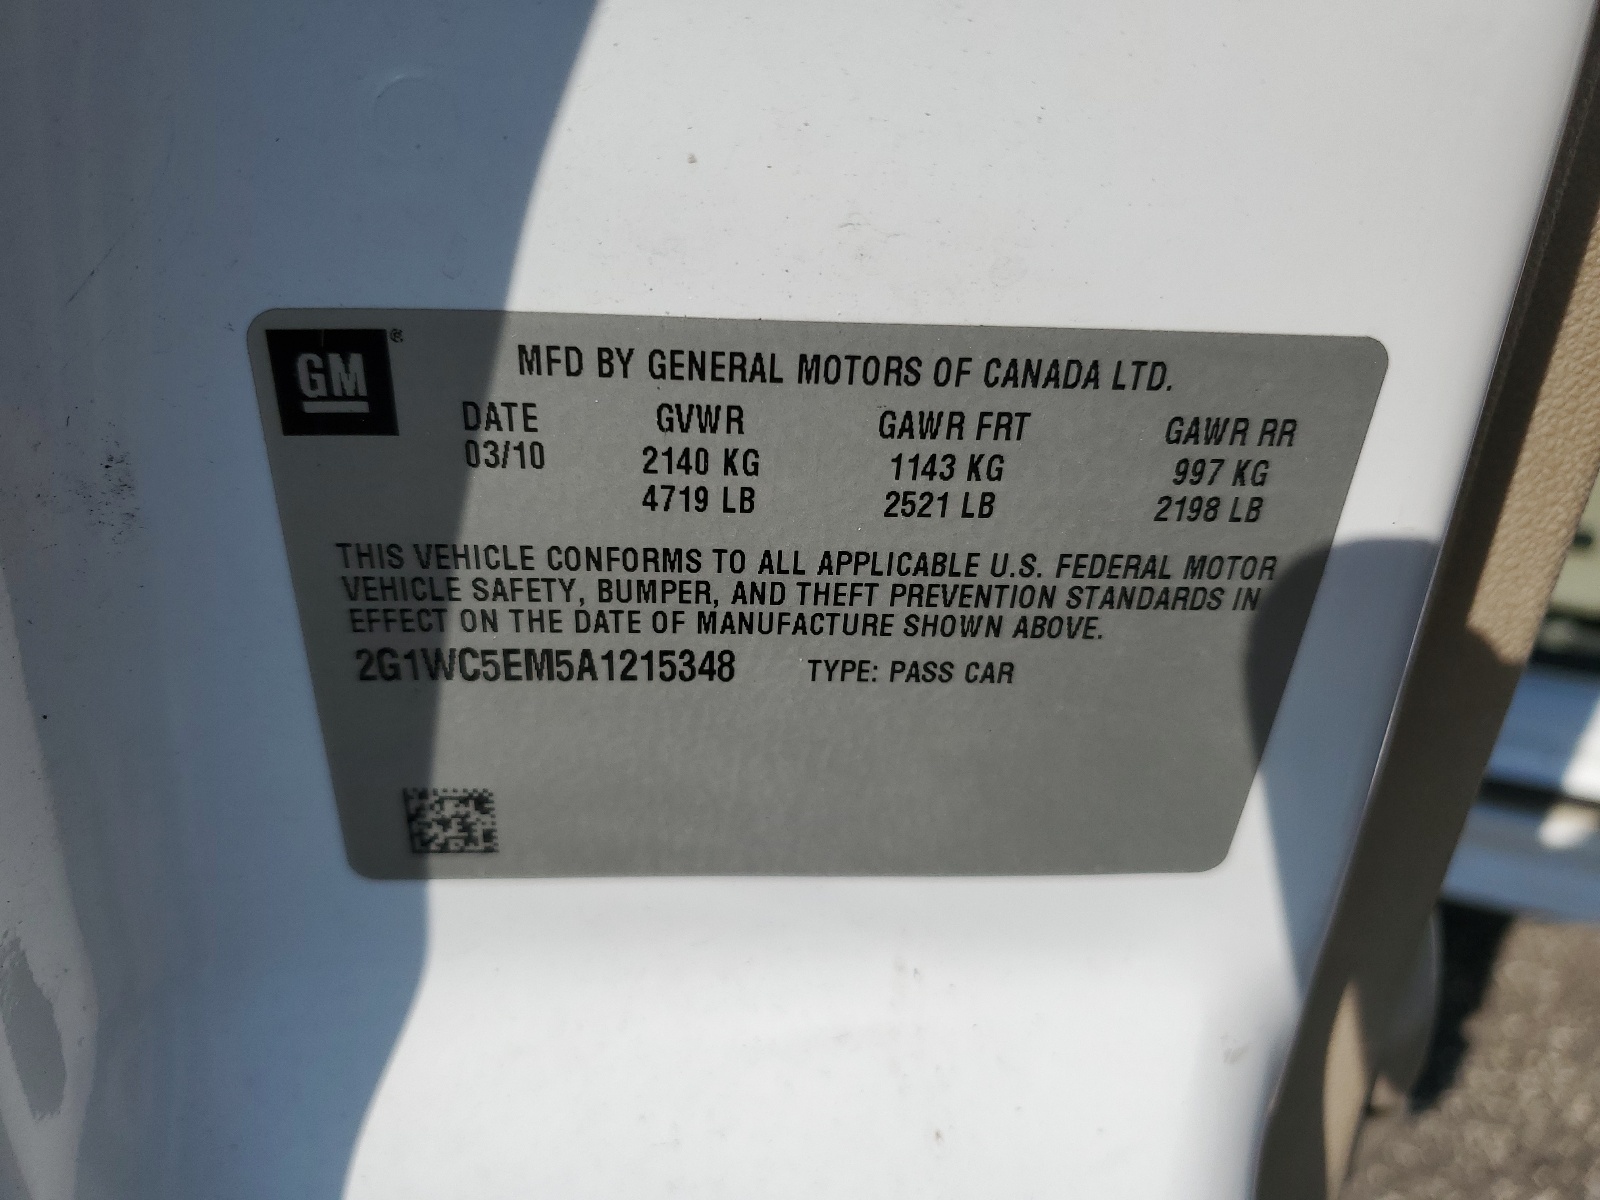 GM®
MFD BY GENERAL MOTORS OF CANADA LTD.
DATE GVWR GAWR FRT GAWR RR
03/10 2140 KG 1143 KG 997 KG
4719 LB 2521 LB 2198 LB
THIS VEHICLE CONFORMS TO ALL APPLICABLE U.S. FEDERAL MOTOR
VEHICLE SAFETY, BUMPER, AND THEFT PREVENTION STANDARDS IN
EFFECT ON THE DATE OF MANUFACTURE SHOWN ABOVE.
2G1WC5EM5A1215348 TYPE: PASS CAR